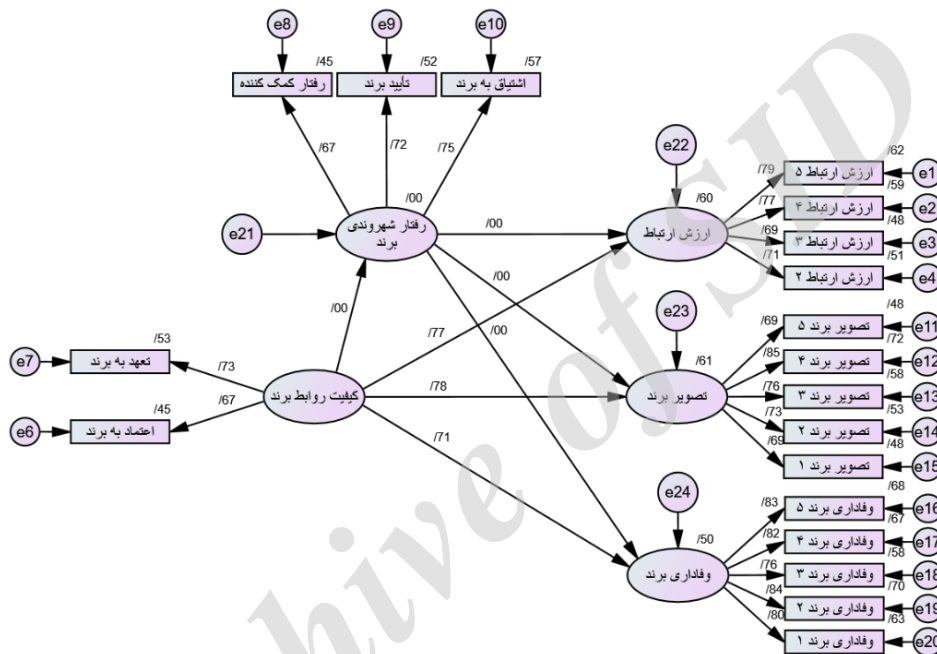 e8
e9
e10
/45
/52
/57
رفتار کمک کننده
تأیید برند
اشتیاق به برند
/67
/72
/75
e21
/00
رفتار شهروندی
برند
/00
/00
/00
/00
e22
/60
ارزش ارتباط
/79
/77
/69
/71
/62
ارزش ارتباط ۵
e1
/59
ارزش ارتباط ۴
e2
/48
ارزش ارتباط ۳
e3
/51
ارزش ارتباط ۲
e4
/77
/78
/71
e7
/53
تعهد به برند
/73
e6
/45
اعتماد به برند
/67
کیفیت روابط برند
e23
/61
تصویر برند
/69
/85
/76
/73
/69
/48
تصویر برند ۵
e11
/72
تصویر برند ۴
e12
/58
تصویر برند ۳
e13
/53
تصویر برند ۲
e14
/48
تصویر برند ۱
e15
e24
/50
وفاداری برند
/83
/82
/76
/84
/80
/68
وفاداری برند ۵
e16
/67
وفاداری برند ۴
e17
/58
وفاداری برند ۳
e18
/70
وفاداری برند ۲
e19
/63
وفاداری برند ۱
e20
hive of SID